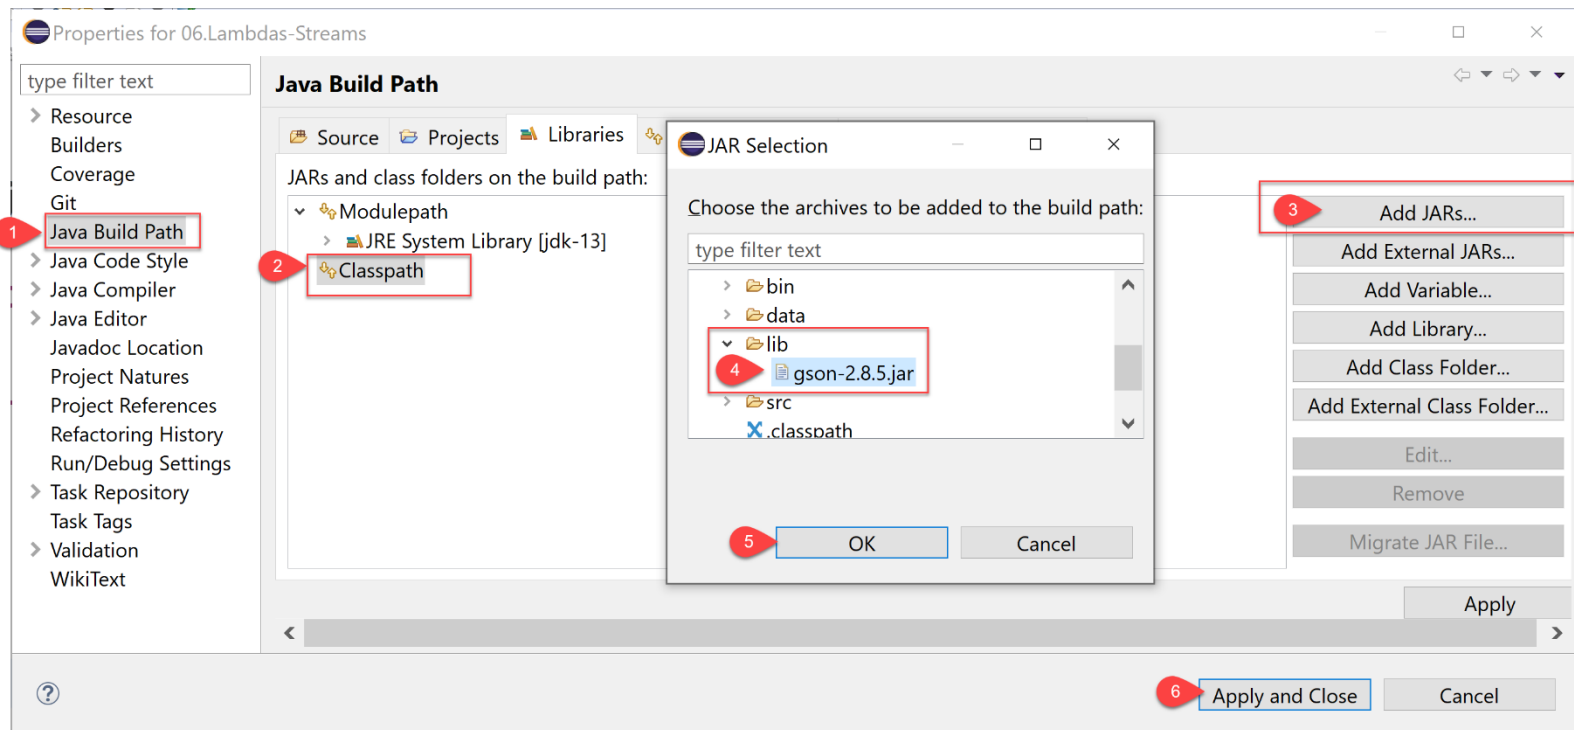 Properties for 06.Lambdas-Streams
type filter text
Resource
Builders
Coverage
Git
1
Java Build Path
Java Code Style
Java Compiler
Java Editor
Javadoc Location
Project Natures
Project References
Refactoring History
Run/Debug Settings
Task Repository
Task Tags
Validation
WikiText
Java Build Path
Source
Projects
Libraries
JARs and class folders on the build path:
Modulepath
JRE System Library [jdk-13]
2
Classpath
JAR Selection
Choose the archives to be added to the build path:
type filter text
bin
data
lib
4
gson-2.8.5.jar
src
.classpath
5
OK
Cancel
3
Add JARs...
Add External JARs...
Add Variable...
Add Library...
Add Class Folder...
Add External Class Folder...
Edit...
Remove
Migrate JAR File...
Apply
6
Apply and Close
Cancel